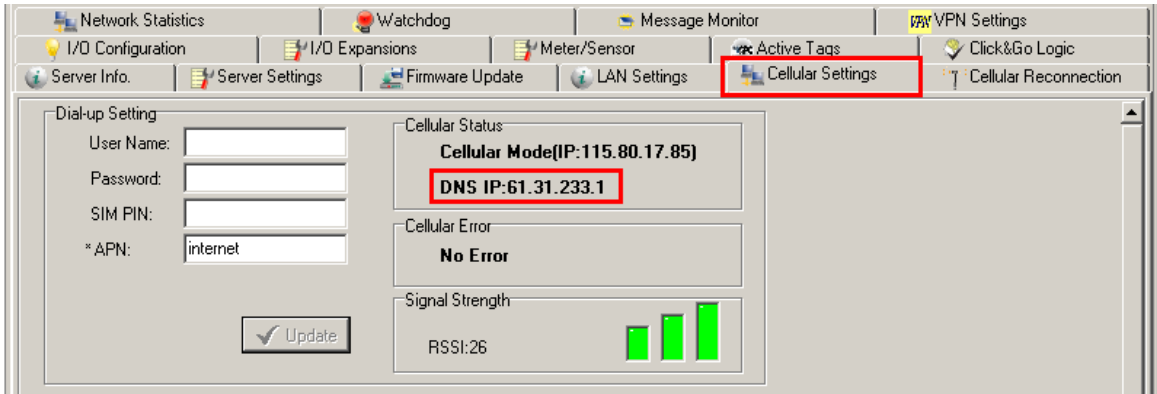 Network Statistics
Watchdog
Message Monitor
VPN VPN Settings
I/O Configuration
I/O Expansions
Meter/Sensor
Active Tags
Click&Go Logic
Server Info.
Server Settings
Firmware Update
LAN Settings
Cellular Settings
Cellular Reconnection
Dial-up Setting
User Name:
Password:
SIM PIN:
* APN: internet
Update
Cellular Status
Cellular Mode(IP:115.80.17.85)
DNS IP:61.31.233.1
Cellular Error
No Error
Signal Strength
RSSI:26